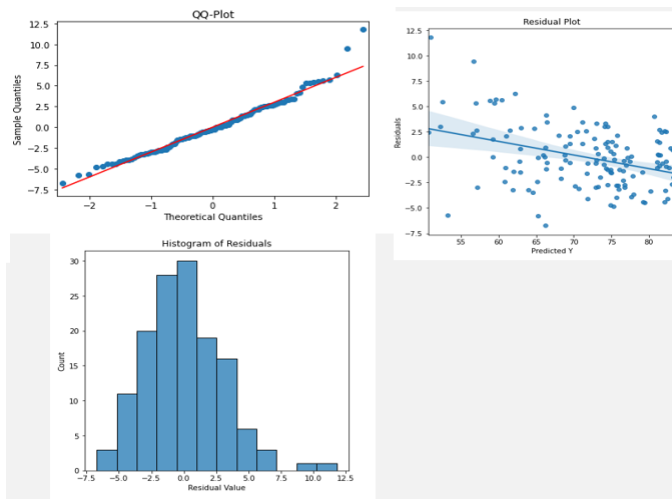 QQ-Plot
12.5
10.0
7.5
5.0
2.5
0.0
−2.5
−5.0
−7.5
Sample Quantiles
−2 −1 0 1 2
Theoretical Quantiles
Residual Plot
12.5
10.0
7.5
5.0
2.5
0.0
−2.5
−5.0
−7.5
Residuals
55 60 65 70 75 80
Predicted Y
Histogram of Residuals
30
25
20
15
10
5
0
Count
−7.5 −5.0 −2.5 0.0 2.5 5.0 7.5 10.0 12.5
Residual Value